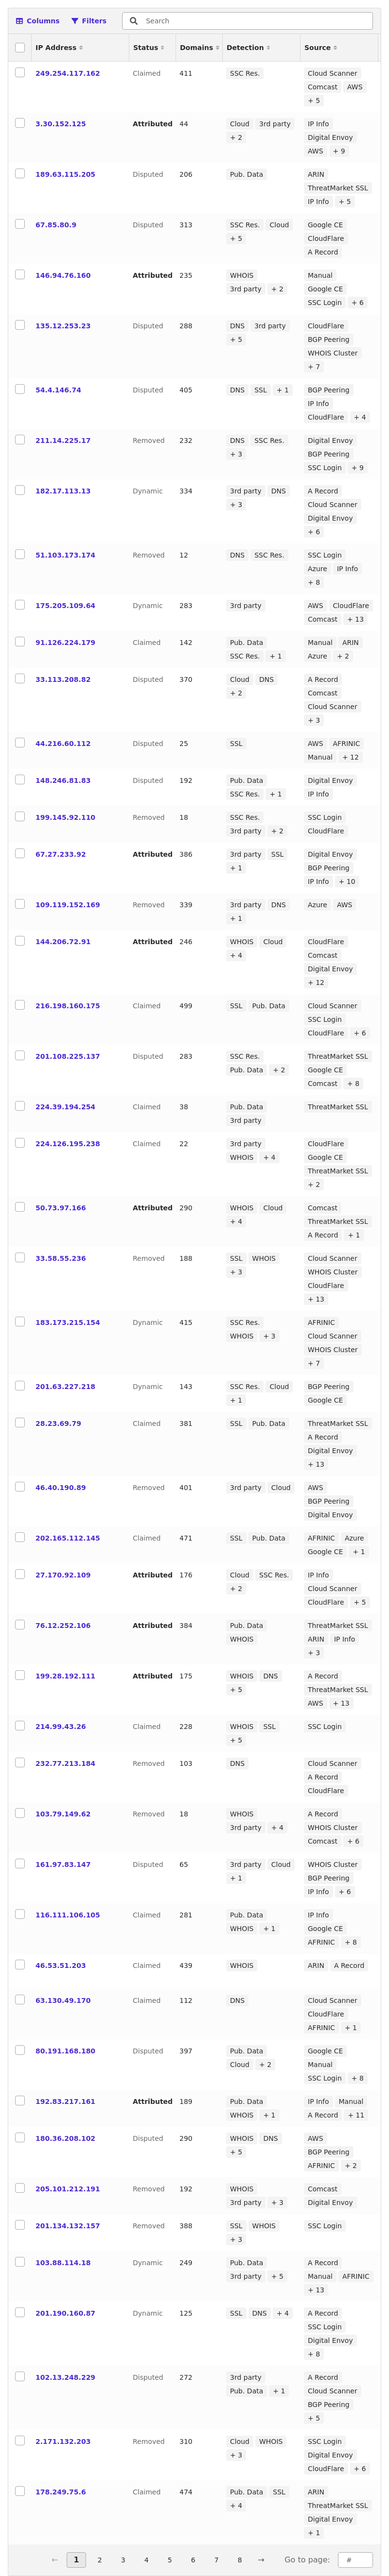 Columns Filters Search
IP Address Status Domains Detection Source
249.254.117.162 Claimed 411 SSC Res. Cloud Scanner
Comcast AWS
+ 5
3.30.152.125 Attributed 44 Cloud 3rd party IP Info
+ 2 Digital Envoy
AWS + 9
189.63.115.205 Disputed 206 Pub. Data ARIN
ThreatMarket SSL
IP Info + 5
67.85.80.9 Disputed 313 SSC Res. Cloud Google CE
+ 5 CloudFlare
A Record
146.94.76.160 Attributed 235 WHOIS Manual
3rd party + 2 Google CE
SSC Login + 6
135.12.253.23 Disputed 288 DNS 3rd party CloudFlare
+ 5 BGP Peering
WHOIS Cluster
+ 7
54.4.146.74 Disputed 405 DNS SSL + 1 BGP Peering
IP Info
CloudFlare + 4
211.14.225.17 Removed 232 DNS SSC Res. Digital Envoy
+ 3 BGP Peering
SSC Login + 9
182.17.113.13 Dynamic 334 3rd party DNS A Record
+ 3 Cloud Scanner
Digital Envoy
+ 6
51.103.173.174 Removed 12 DNS SSC Res. SSC Login
Azure IP Info
+ 8
175.205.109.64 Dynamic 283 3rd party AWS CloudFlare
Comcast + 13
91.126.224.179 Claimed 142 Pub. Data Manual ARIN
SSC Res. + 1 Azure + 2
33.113.208.82 Disputed 370 Cloud DNS A Record
+ 2 Comcast
Cloud Scanner
+ 3
44.216.60.112 Disputed 25 SSL AWS AFRINIC
Manual + 12
148.246.81.83 Disputed 192 Pub. Data Digital Envoy
SSC Res. + 1 IP Info
199.145.92.110 Removed 18 SSC Res. SSC Login
3rd party + 2 CloudFlare
67.27.233.92 Attributed 386 3rd party SSL Digital Envoy
+ 1 BGP Peering
IP Info + 10
109.119.152.169 Removed 339 3rd party DNS Azure AWS
+ 1
144.206.72.91 Attributed 246 WHOIS Cloud CloudFlare
+ 4 Comcast
Digital Envoy
+ 12
216.198.160.175 Claimed 499 SSL Pub. Data Cloud Scanner
SSC Login
CloudFlare + 6
201.108.225.137 Disputed 283 SSC Res. ThreatMarket SSL
Pub. Data + 2 Google CE
Comcast + 8
224.39.194.254 Claimed 38 Pub. Data ThreatMarket SSL
3rd party
224.126.195.238 Claimed 22 3rd party CloudFlare
WHOIS + 4 Google CE
ThreatMarket SSL
+ 2
50.73.97.166 Attributed 290 WHOIS Cloud Comcast
+ 4 ThreatMarket SSL
A Record + 1
33.58.55.236 Removed 188 SSL WHOIS Cloud Scanner
+ 3 WHOIS Cluster
CloudFlare
+ 13
183.173.215.154 Dynamic 415 SSC Res. AFRINIC
WHOIS + 3 Cloud Scanner
WHOIS Cluster
+ 7
201.63.227.218 Dynamic 143 SSC Res. Cloud BGP Peering
+ 1 Google CE
28.23.69.79 Claimed 381 SSL Pub. Data ThreatMarket SSL
A Record
Digital Envoy
+ 13
46.40.190.89 Removed 401 3rd party Cloud AWS
BGP Peering
Digital Envoy
202.165.112.145 Claimed 471 SSL Pub. Data AFRINIC Azure
Google CE + 1
27.170.92.109 Attributed 176 Cloud SSC Res. IP Info
+ 2 Cloud Scanner
CloudFlare + 5
76.12.252.106 Attributed 384 Pub. Data ThreatMarket SSL
WHOIS ARIN IP Info
+ 3
199.28.192.111 Attributed 175 WHOIS DNS A Record
+ 5 ThreatMarket SSL
AWS + 13
214.99.43.26 Claimed 228 WHOIS SSL SSC Login
+ 5
232.77.213.184 Removed 103 DNS Cloud Scanner
A Record
CloudFlare
103.79.149.62 Removed 18 WHOIS A Record
3rd party + 4 WHOIS Cluster
Comcast + 6
161.97.83.147 Disputed 65 3rd party Cloud WHOIS Cluster
+ 1 BGP Peering
IP Info + 6
116.111.106.105 Claimed 281 Pub. Data IP Info
WHOIS + 1 Google CE
AFRINIC + 8
46.53.51.203 Claimed 439 WHOIS ARIN A Record
63.130.49.170 Claimed 112 DNS Cloud Scanner
CloudFlare
AFRINIC + 1
80.191.168.180 Disputed 397 Pub. Data Google CE
Cloud + 2 Manual
SSC Login + 8
192.83.217.161 Attributed 189 Pub. Data IP Info Manual
WHOIS + 1 A Record + 11
180.36.208.102 Disputed 290 WHOIS DNS AWS
+ 5 BGP Peering
AFRINIC + 2
205.101.212.191 Removed 192 WHOIS Comcast
3rd party + 3 Digital Envoy
201.134.132.157 Removed 388 SSL WHOIS SSC Login
+ 3
103.88.114.18 Dynamic 249 Pub. Data A Record
3rd party + 5 Manual AFRINIC
+ 13
201.190.160.87 Dynamic 125 SSL DNS + 4 A Record
SSC Login
Digital Envoy
+ 8
102.13.248.229 Disputed 272 3rd party A Record
Pub. Data + 1 Cloud Scanner
BGP Peering
+ 5
2.171.132.203 Removed 310 Cloud WHOIS SSC Login
+ 3 Digital Envoy
CloudFlare + 6
178.249.75.6 Claimed 474 Pub. Data SSL ARIN
+ 4 ThreatMarket SSL
Digital Envoy
+ 1
← 1 2 3 4 5 6 7 8 → Go to page: #